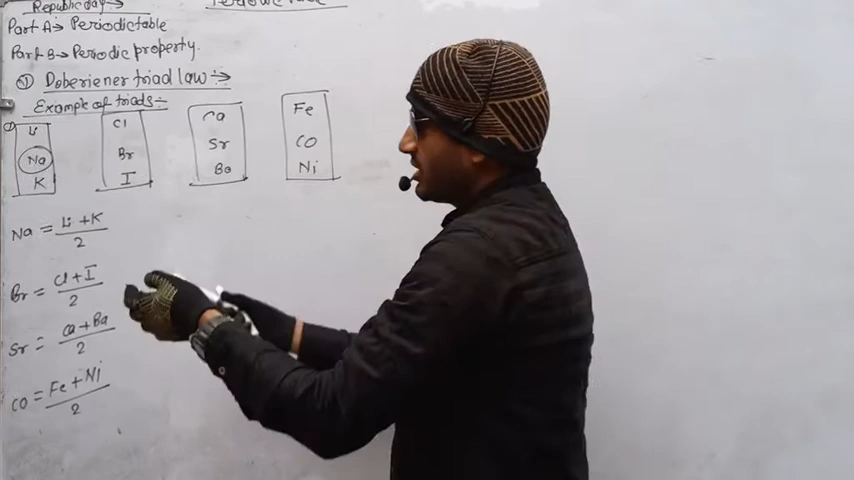 Republic day →
Part A → Periodic table
Part B → Periodic property.
① Doberiener triad law :→
Example of triads :-
① Li
Na
K
Cl
Br
I
Ca
Sr
Ba
Fe
CO
Ni
Na = Li + K / 2
Br = Cl + I / 2
Sr = Ca + Ba / 2
CO = Fe + Ni / 2